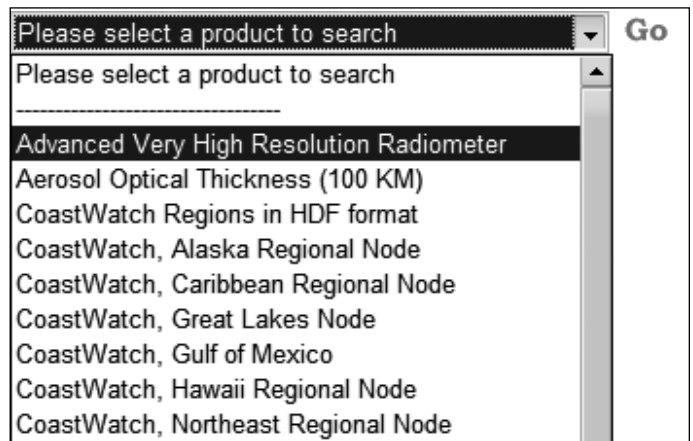 Please select a product to search Go
Please select a product to search
----------------------------------
Advanced Very High Resolution Radiometer
Aerosol Optical Thickness (100 KM)
CoastWatch Regions in HDF format
CoastWatch, Alaska Regional Node
CoastWatch, Caribbean Regional Node
CoastWatch, Great Lakes Node
CoastWatch, Gulf of Mexico
CoastWatch, Hawaii Regional Node
CoastWatch, Northeast Regional Node